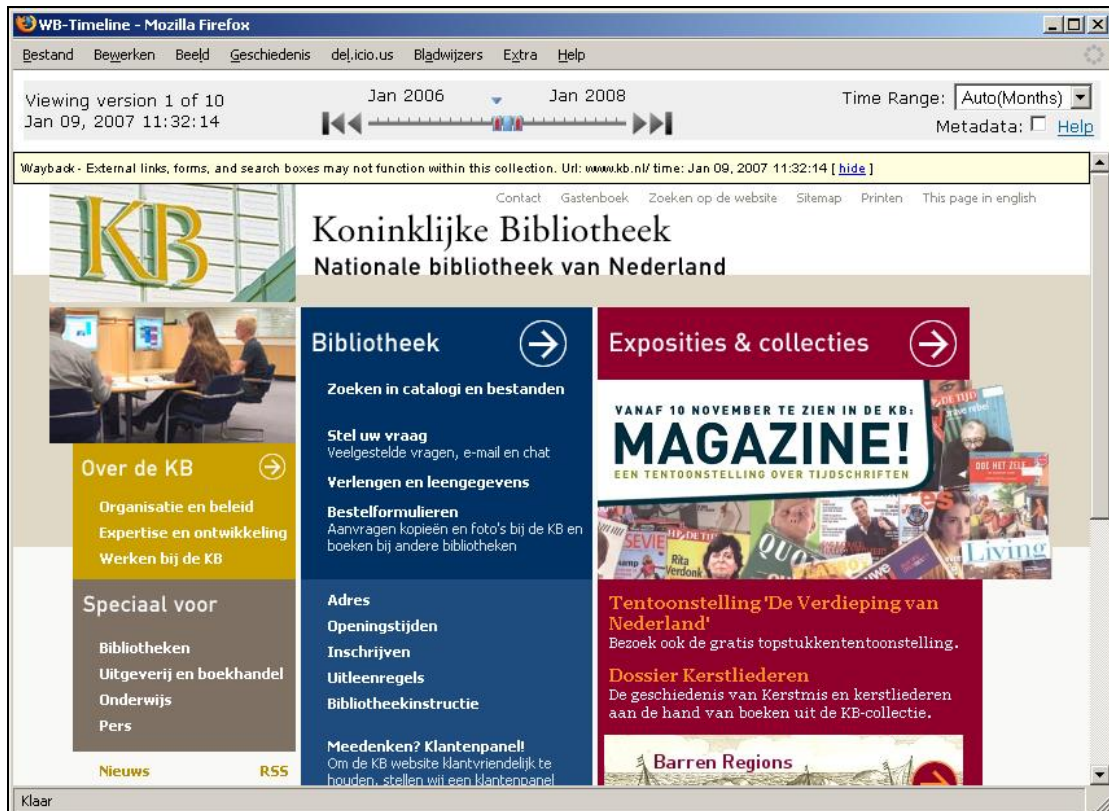 WB-Timeline - Mozilla Firefox
Bestand Bewerken Beeld Geschiedenis del.icio.us Bladwijzers Extra Help
Viewing version 1 of 10
Jan 09, 2007 11:32:14
Jan 2006 Jan 2008
Time Range: Auto(Months)
Metadata: Help
Wayback - External links, forms, and search boxes may not function within this collection. Url: www.kb.nl/ time: Jan 09, 2007 11:32:14 [ hide ]
Contact Gastenboek Zoeken op de website Sitemap Printen This page in english
KB
Koninklijke Bibliotheek
Nationale bibliotheek van Nederland
Over de KB
Organisatie en beleid
Expertise en ontwikkeling
Werken bij de KB
Speciaal voor
Bibliotheken
Uitgeverij en boekhandel
Onderwijs
Pers
Nieuws RSS
Bibliotheek
Zoeken in catalogi en bestanden
Stel uw vraag
Veelgestelde vragen, e-mail en chat
Verlengen en leengegevens
Bestelformulieren
Aanvragen kopieën en foto's bij de KB en
boeken bij andere bibliotheken
Adres
Openingstijden
Inschrijven
Uitleenregels
Bibliotheekinstructie
Meedenken? Klantenpanel!
Om de KB website klantvriendelijk te
houden, stellen wij een klantenpanel
Exposities & collecties
VANAF 10 NOVEMBER TE ZIEN IN DE KB:
MAGAZINE!
EEN TENTOONSTELLING OVER TIJDSCHRIFTEN
DE TIJD
SEVIE
Rita
Verdonk
QUO
Living
Tentoonstelling 'De Verdieping van
Nederland'
Bezoek ook de gratis topstukkententoonstelling.
Dossier Kerstliederen
De geschiedenis van Kerstmis en kerstliederen
aan de hand van boeken uit de KB-collectie.
Barren Regions
Klaar